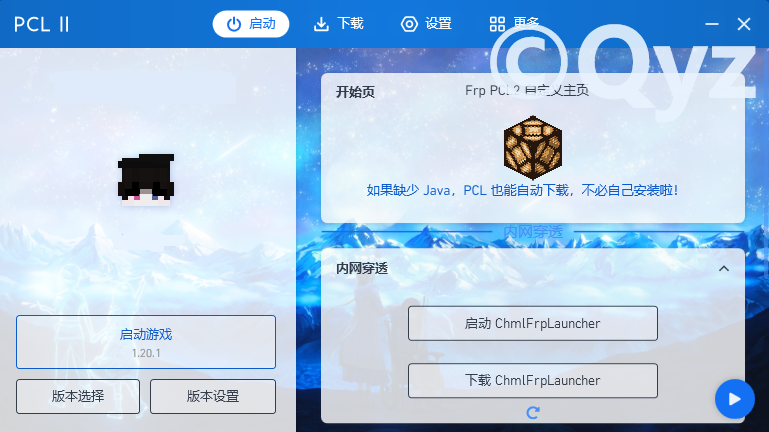 PCL II
启动
下载
设置
更多
©Qyz
开始页
Frp PCL2 自定义主页
如果缺少 Java，PCL 也能自动下载，不必自己安装啦！
内网穿透
内网穿透
启动 ChmlFrpLauncher
下载 ChmlFrpLauncher
启动游戏
1.20.1
版本选择
版本设置